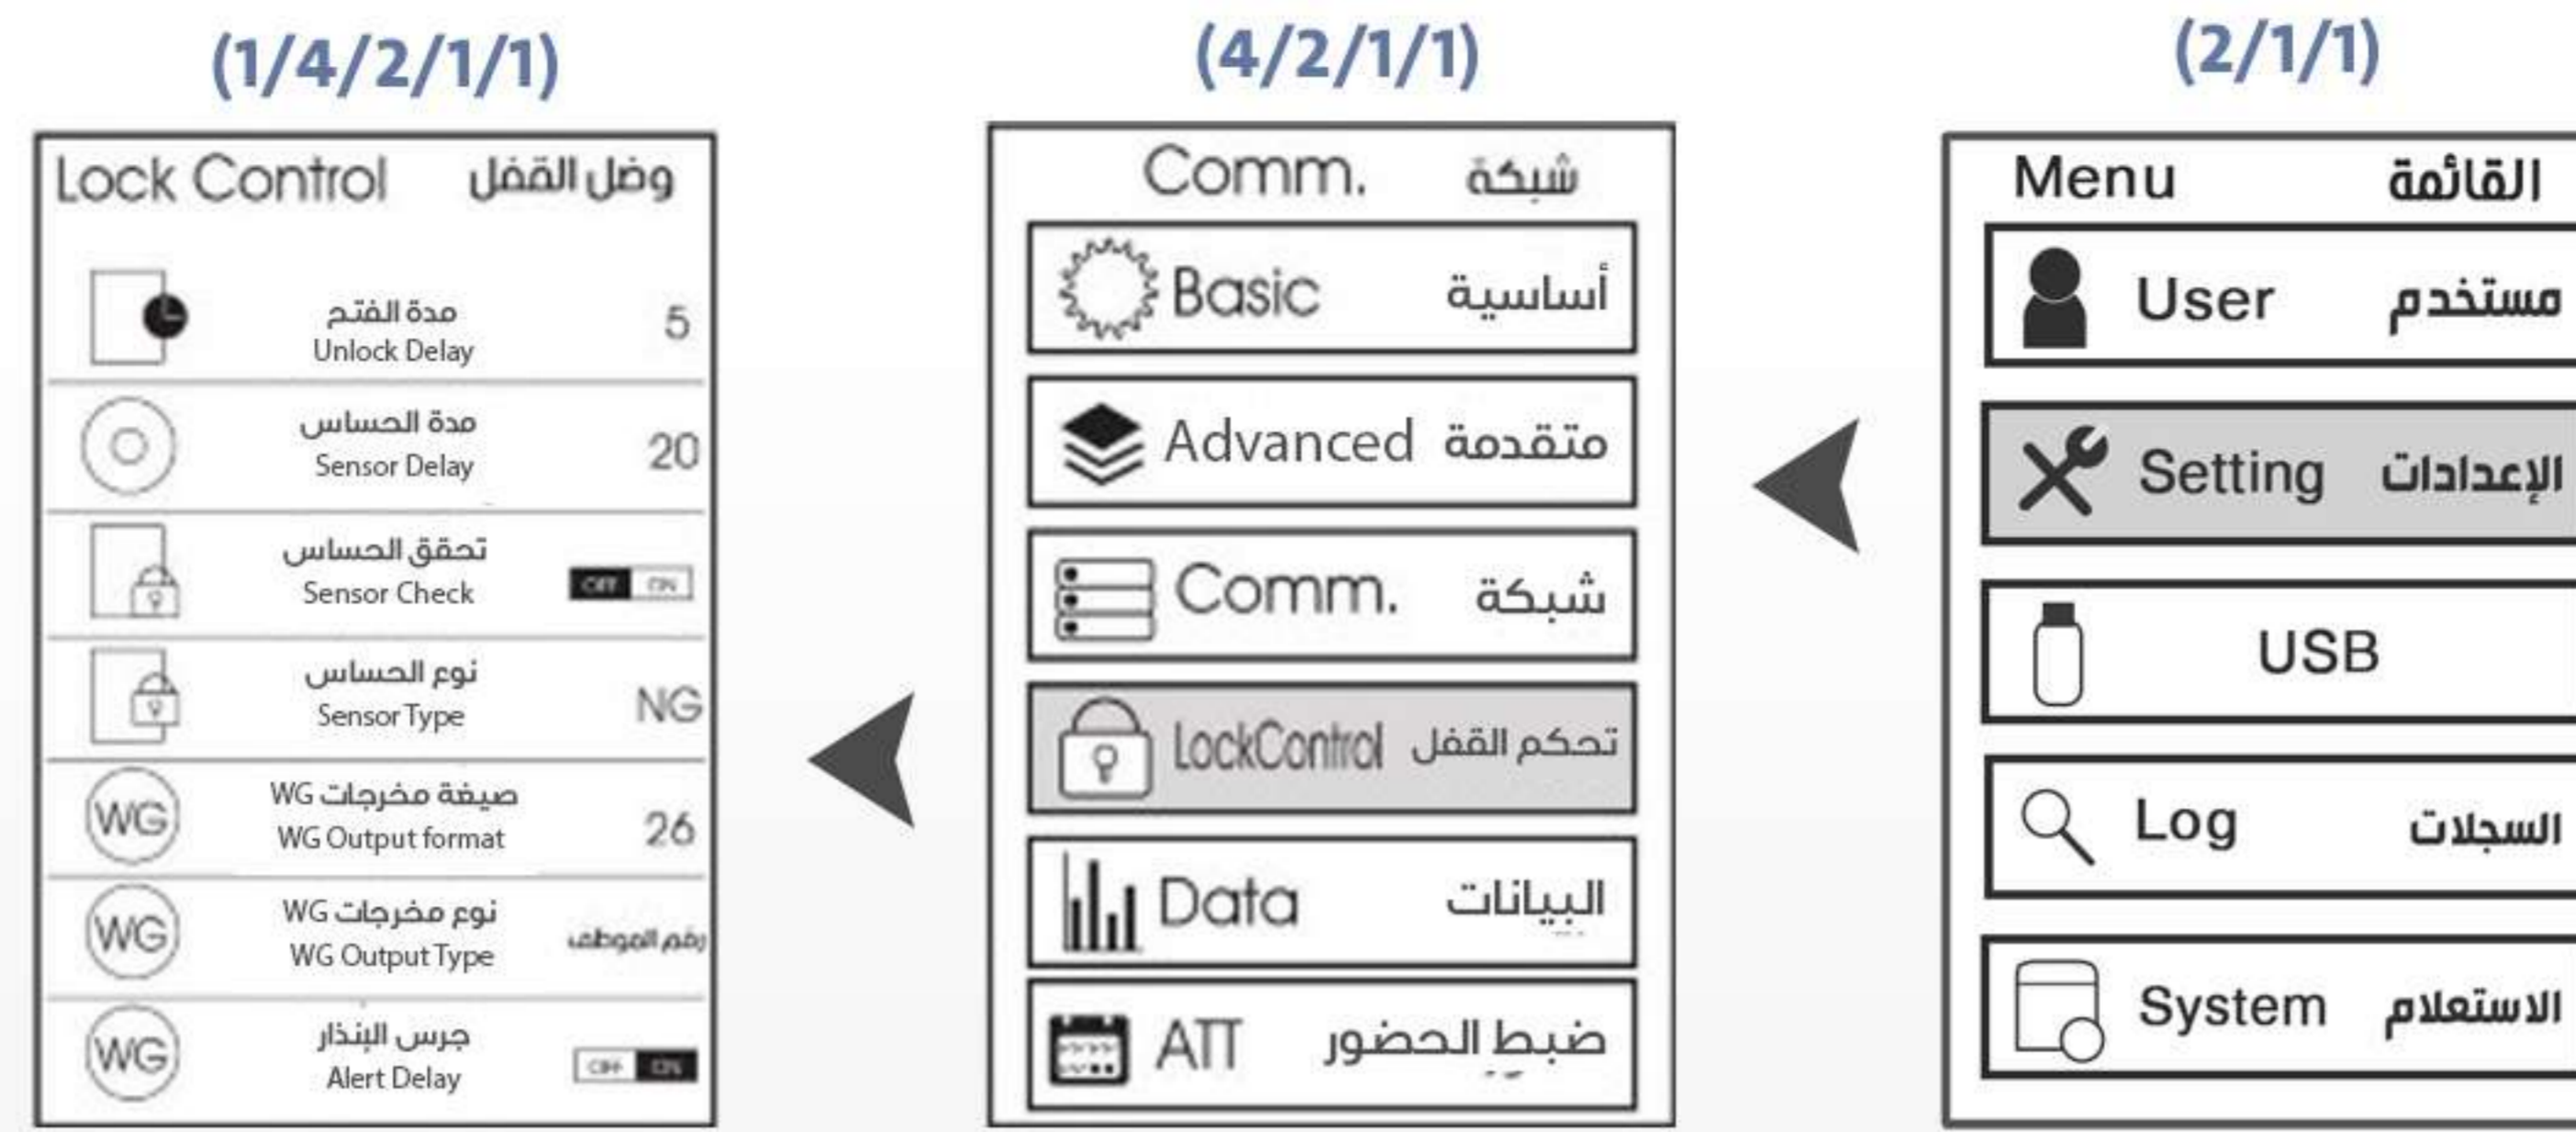 (2/1/1)
Menu القائمة
User مستخدم
Setting الإعدادات
USB
Log السجلات
System الاستعلام
(4/2/1/1)
Comm. شبكة
Basic أساسية
Advanced متقدمة
Comm. شبكة
LockControl تحكم القفل
Data البيانات
ATT ضبط الحضور
(1/4/2/1/1)
Lock Control وضل القفل
مدة الفتح
Unlock Delay
5
مدة الحساس
Sensor Delay
20
تحقق الحساس
Sensor Check
OFF ON
نوع الحساس
Sensor Type
NG
صيغة مخرجات WG
WG
WG Output format
26
نوع مخرجات WG
WG
WG Output Type
رقم الموظف
جرس الإنذار
WG
Alert Delay
OFF ON